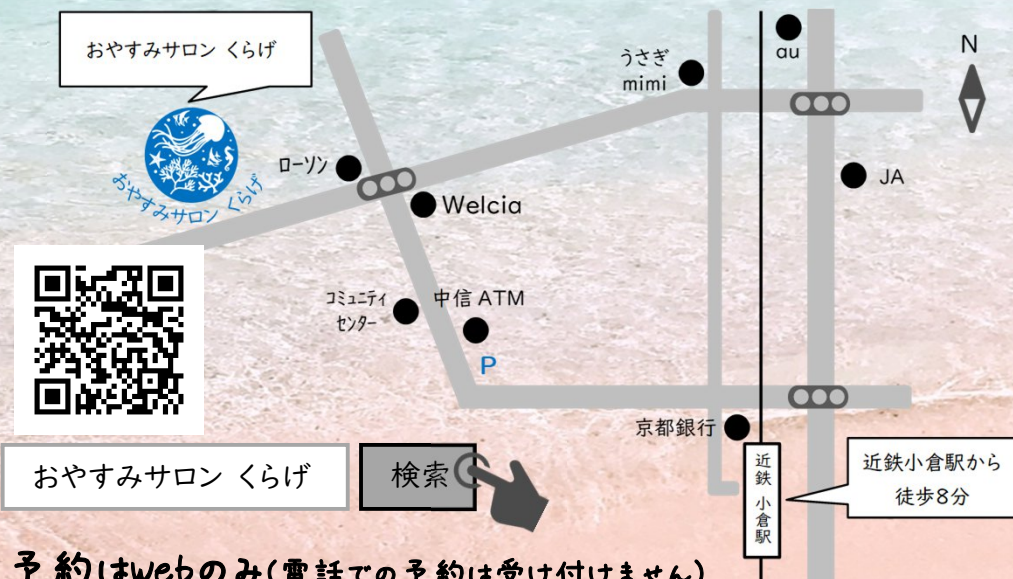 おやすみサロン くらげ
au
N
うさぎ
mimi
ローソン
JA
おやすみサロン くらげ
Welcia
コミュニティ
センター
中信 ATM
P
京都銀行
おやすみサロン くらげ
検索
近鉄 小倉駅
近鉄小倉駅から
徒歩8分
予約はwebのみ(電話での予約は受け付けません)